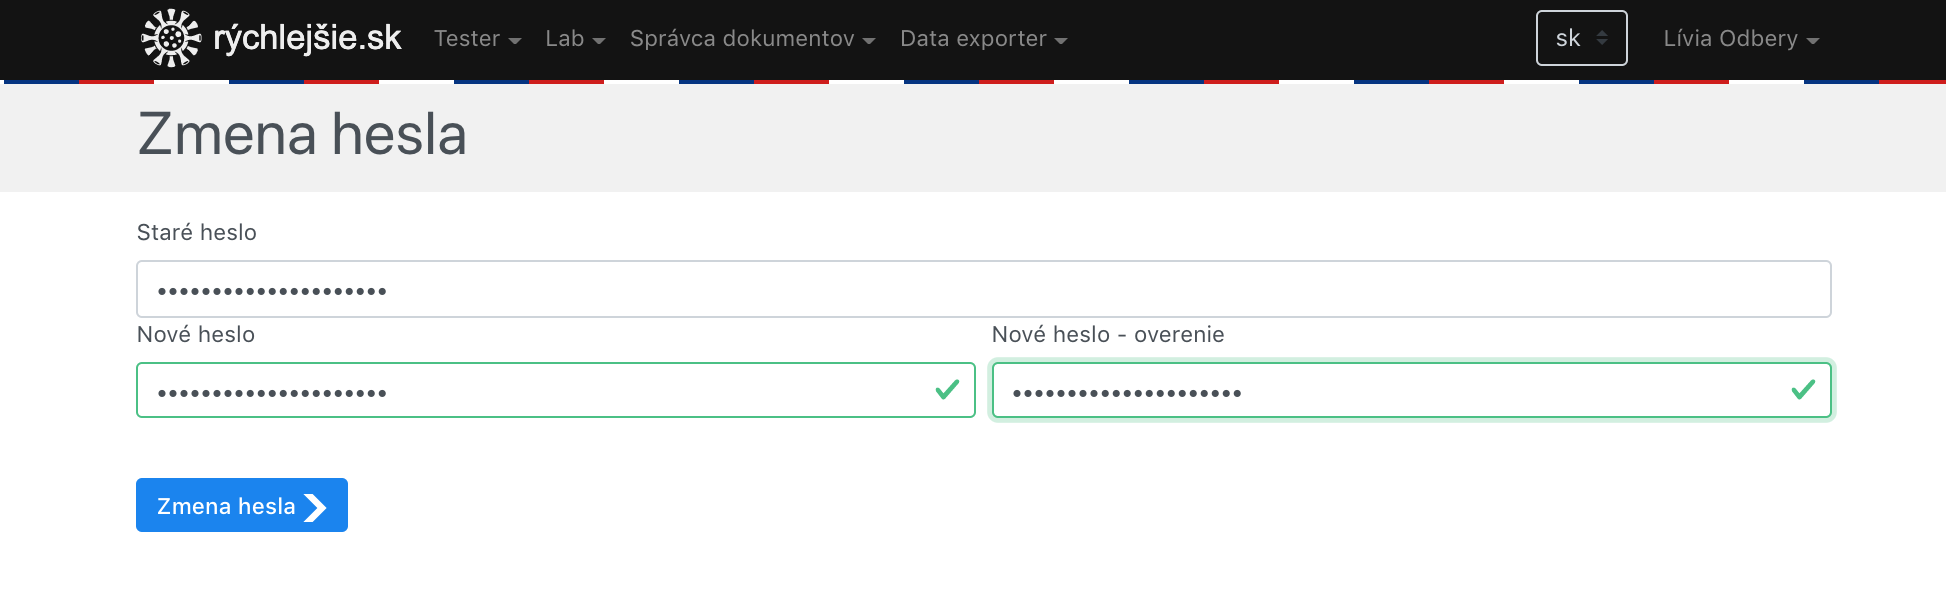 rýchlejšie.sk Tester Lab Správca dokumentov Data exporter sk Lívia Odbery
Zmena hesla
Staré heslo
•••••••••••••••••••••
Nové heslo Nové heslo - overenie
••••••••••••••••••••• •••••••••••••••••••••
Zmena hesla